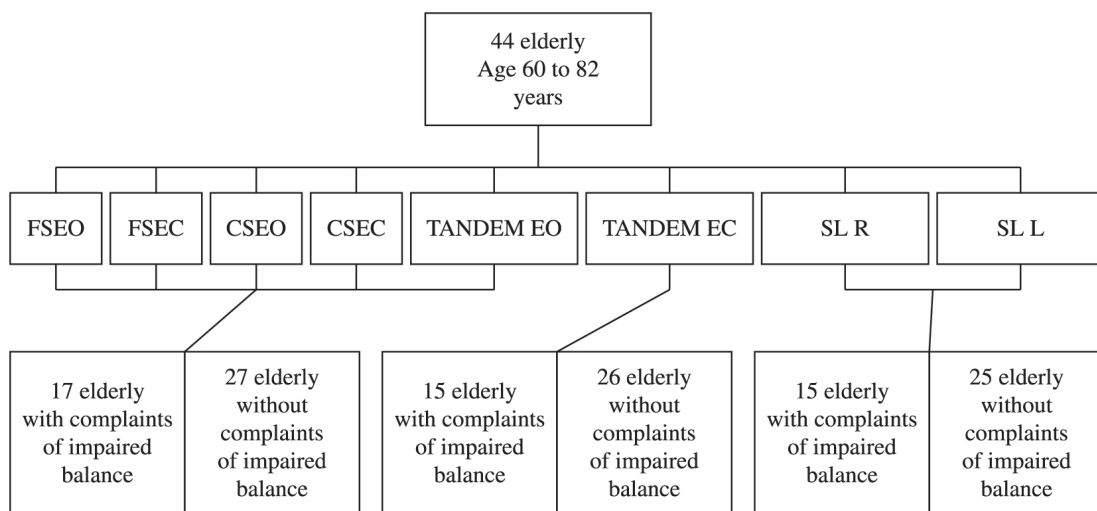 44 elderly
Age 60 to 82
years
FSEO
FSEC
CSEO
CSEC
TANDEM EO
TANDEM EC
SL R
SL L
17 elderly
with complaints
of impaired
balance
27 elderly
without
complaints
of impaired
balance
15 elderly
with complaints
of impaired
balance
26 elderly
without
complaints
of impaired
balance
15 elderly
with complaints
of impaired
balance
25 elderly
without
complaints
of impaired
balance